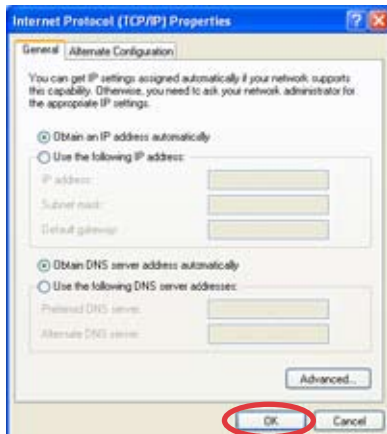 Internet Protocol (TCP/IP) Properties
General Alternate Configuration
You can get IP settings assigned automatically if your network supports
this capability. Otherwise, you need to ask your network administrator for
the appropriate IP settings.
Obtain an IP address automatically
Use the following IP address:
IP address:
Subnet mask:
Default gateway:
Obtain DNS server address automatically
Use the following DNS server addresses:
Preferred DNS server:
Alternate DNS server:
Advanced...
OK Cancel